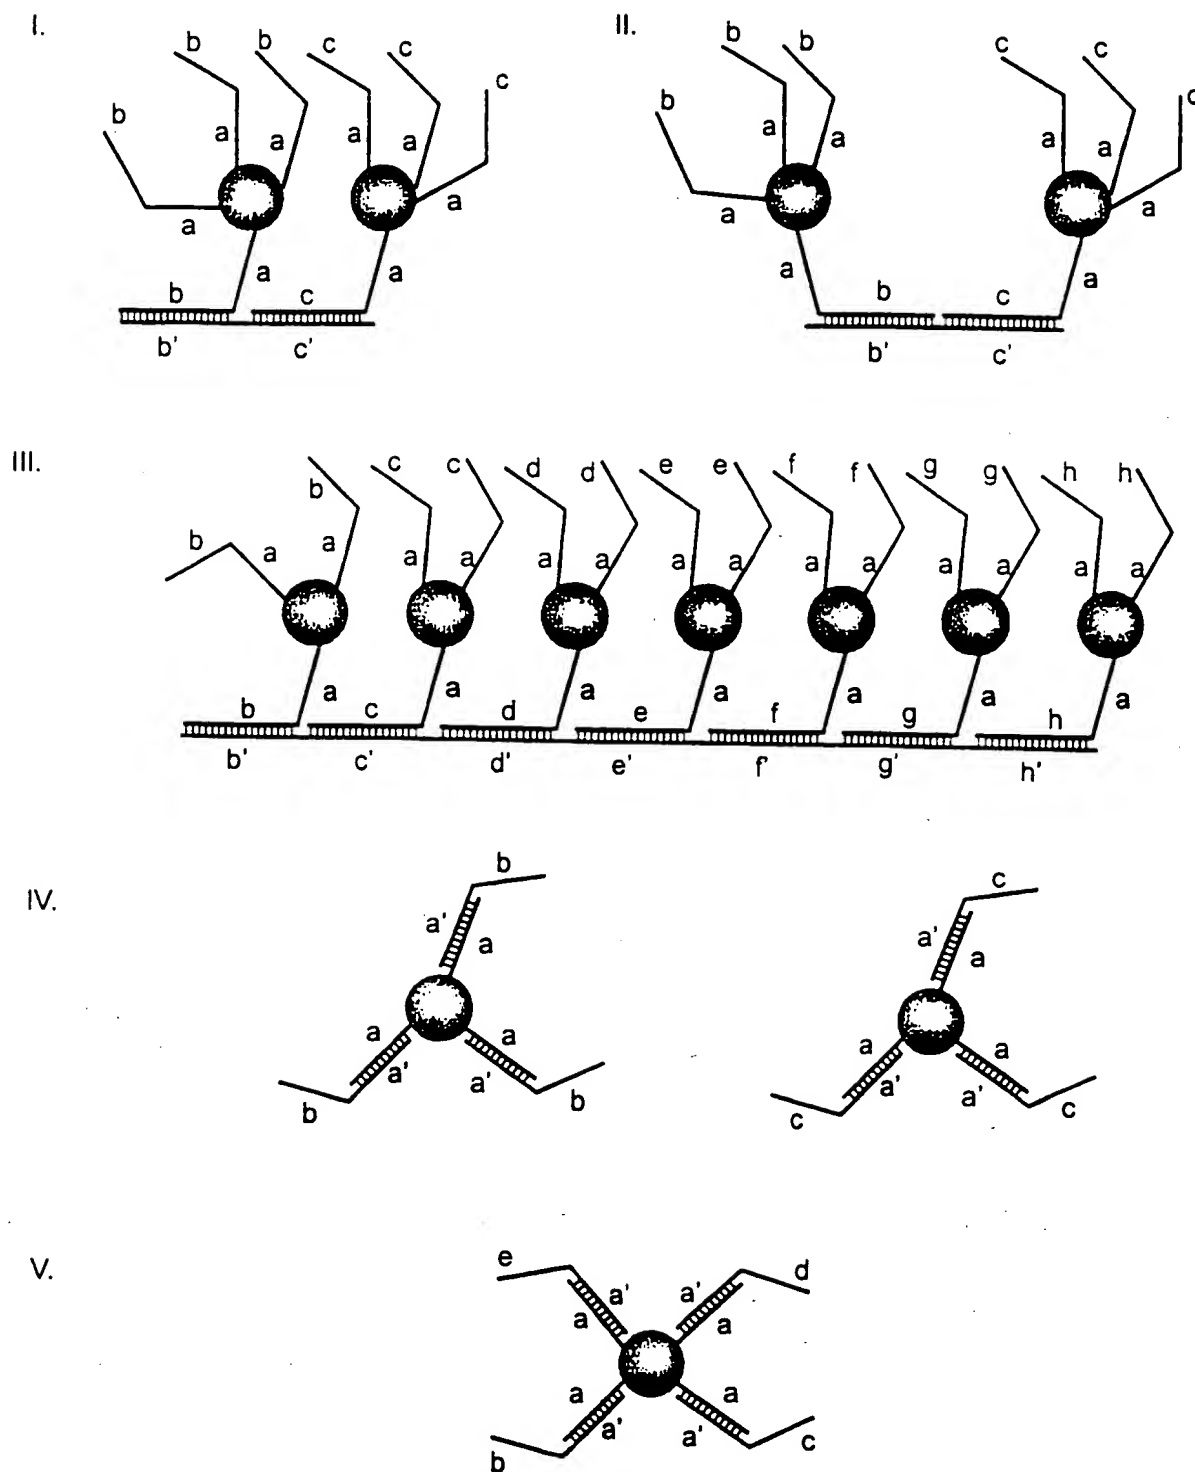 I. II.
b b c c b b c c
b c b c
a a a a a a a a
a a a a
a a a a
b c b c
b' c' b' c'
III.
b c c d d e e f f g g h h
b a a a a a a a a a a a a a a
a a a a a a a
b c d e f g h
b' c' d' e' f' g' h'
IV.
b c
a' a a' a
a a a a
a' a' a' a'
b b c c
V.
e d
a' a'
a a
a a
a' a'
b c